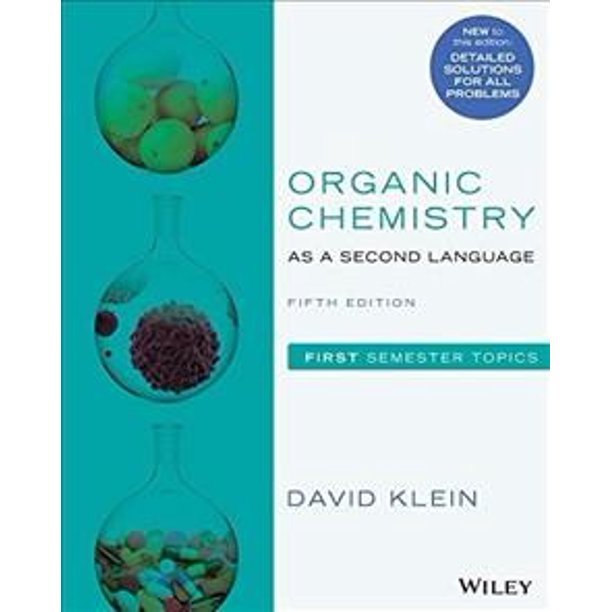 NEW to
this edition:
DETAILED
SOLUTIONS
FOR ALL
PROBLEMS
ORGANIC
CHEMISTRY
AS A SECOND LANGUAGE
FIFTH EDITION
FIRST SEMESTER TOPICS
DAVID KLEIN
WILEY